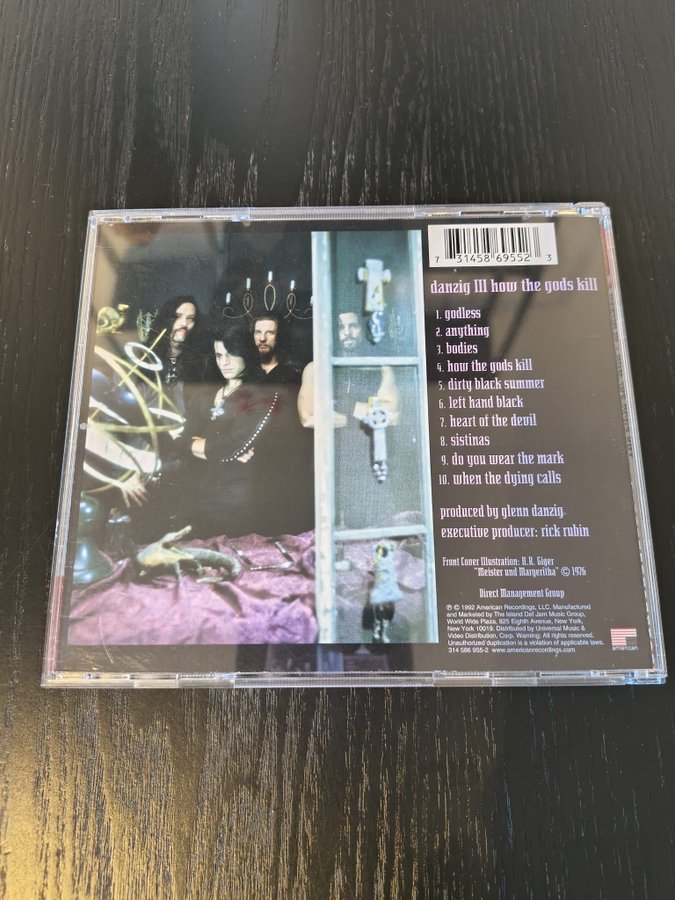 7 31458 69552 3
danzig III how the gods kill
1. godless
2. anything
3. bodies
4. how the gods kill
5. dirty black summer
6. left hand black
7. heart of the devil
8. sistinas
9. do you wear the mark
10. when the dying calls
produced by glenn danzig
executive producer: rick rubin
Front Cover Illustration: H.R. Giger
"Meister und Margeritha" © 1976
Direct Management Group
℗ © 1992 American Recordings, LLC. Manufactured
and Marketed by The Island Def Jam Music Group,
World Wide Plaza, 825 Eighth Avenue, New York,
New York 10019. Distributed by Universal Music &
Video Distribution, Corp. Warning: All rights reserved.
Unauthorized duplication is a violation of applicable laws.
314 586 955-2 www.americanrecordings.com
american